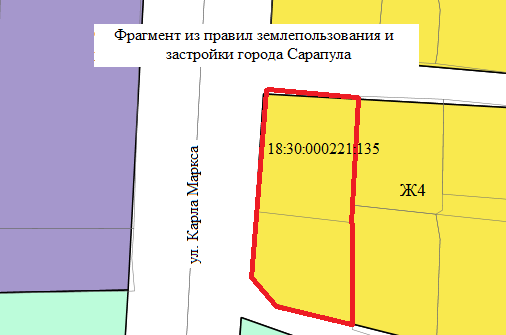 Фрагмент из правил землепользования и
застройки города Сарапула
18:30:000221:135
Ж4
ул. Карла Маркса